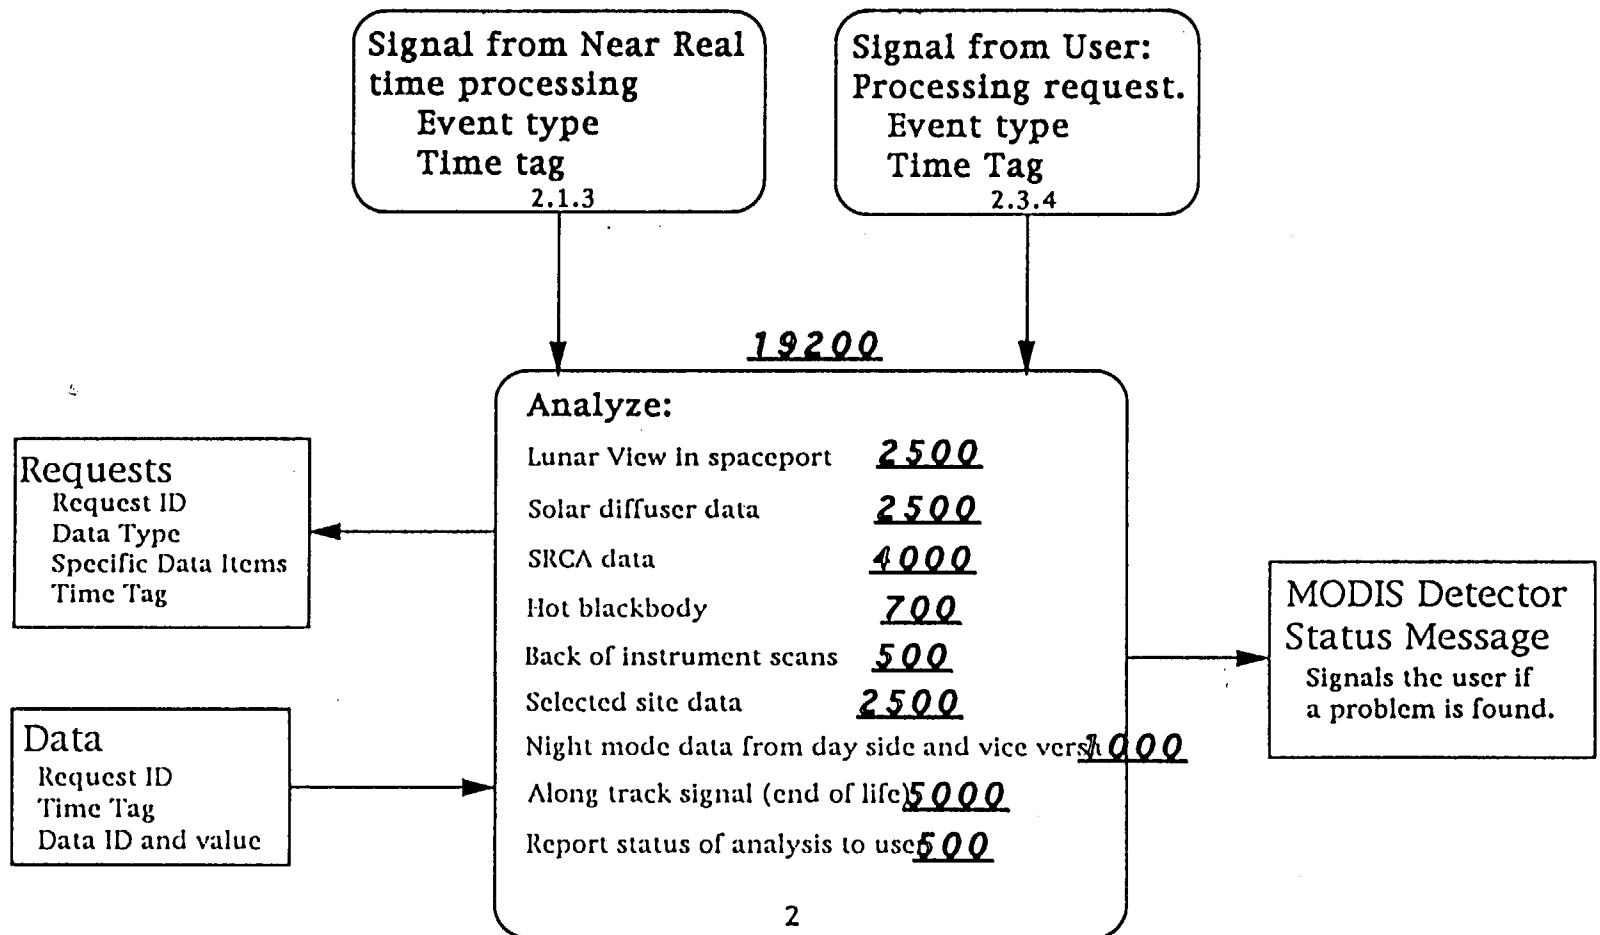 Signal from Near Real
time processing
Event type
Time tag
2.1.3
Signal from User:
Processing request.
Event type
Time Tag
2.3.4
19200
Analyze:
Lunar View in spaceport 2500
Solar diffuser data 2500
SRCA data 4000
Hot blackbody 700
Back of instrument scans 500
Selected site data 2500
Night mode data from day side and vice versa 1000
Along track signal (end of life) 5000
Report status of analysis to user 500
2
Requests
Request ID
Data Type
Specific Data Items
Time Tag
Data
Request ID
Time Tag
Data ID and value
MODIS Detector
Status Message
Signals the user if
a problem is found.